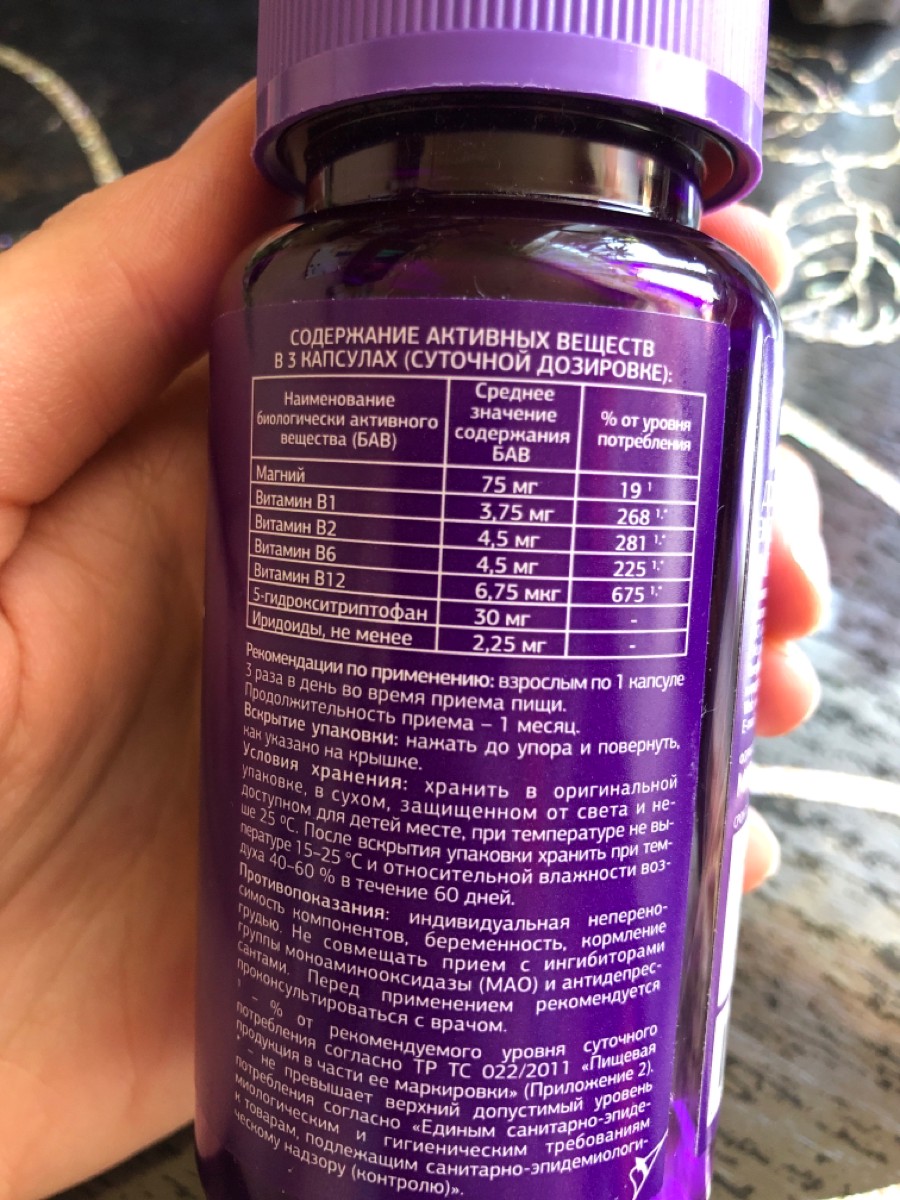 СОДЕРЖАНИЕ АКТИВНЫХ ВЕЩЕСТВ
В 3 КАПСУЛАХ (СУТОЧНОЙ ДОЗИРОВКЕ):
Наименование
биологически активного
вещества (БАВ)
Среднее
значение
содержания
БАВ
% от уровня
потребления
Магний 75 мг 19 ¹
Витамин В1 3,75 мг 268 ¹·*
Витамин В2 4,5 мг 281 ¹·*
Витамин В6 4,5 мг 225 ¹·*
Витамин В12 6,75 мкг 675 ¹·*
5-гидрокситриптофан 30 мг -
Иридоиды, не менее 2,25 мг -
Рекомендации по применению: взрослым по 1 капсуле
3 раза в день во время приема пищи.
Продолжительность приема – 1 месяц.
Вскрытие упаковки: нажать до упора и повернуть,
как указано на крышке.
Условия хранения: хранить в оригинальной
упаковке, в сухом, защищенном от света и не-
доступном для детей месте, при температуре не вы-
ше 25 ºС. После вскрытия упаковки хранить при тем-
пературе 15–25 °С и относительной влажности воз-
духа 40–60 % в течение 60 дней.
Противопоказания: индивидуальная неперено-
симость компонентов, беременность, кормление
грудью. Не совмещать прием с ингибиторами
группы моноаминооксидазы (МАО) и антидепрес-
сантами. Перед применением рекомендуется
проконсультироваться с врачом.
¹ – % от рекомендуемого уровня суточного
потребления согласно ТР ТС 022/2011 «Пищевая
продукция в части ее маркировки» (Приложение 2).
* – не превышает верхний допустимый уровень
потребления согласно «Единым санитарно-эпиде-
миологическим и гигиеническим требованиям
к товарам, подлежащим санитарно-эпидемиологи-
ческому надзору (контролю)».